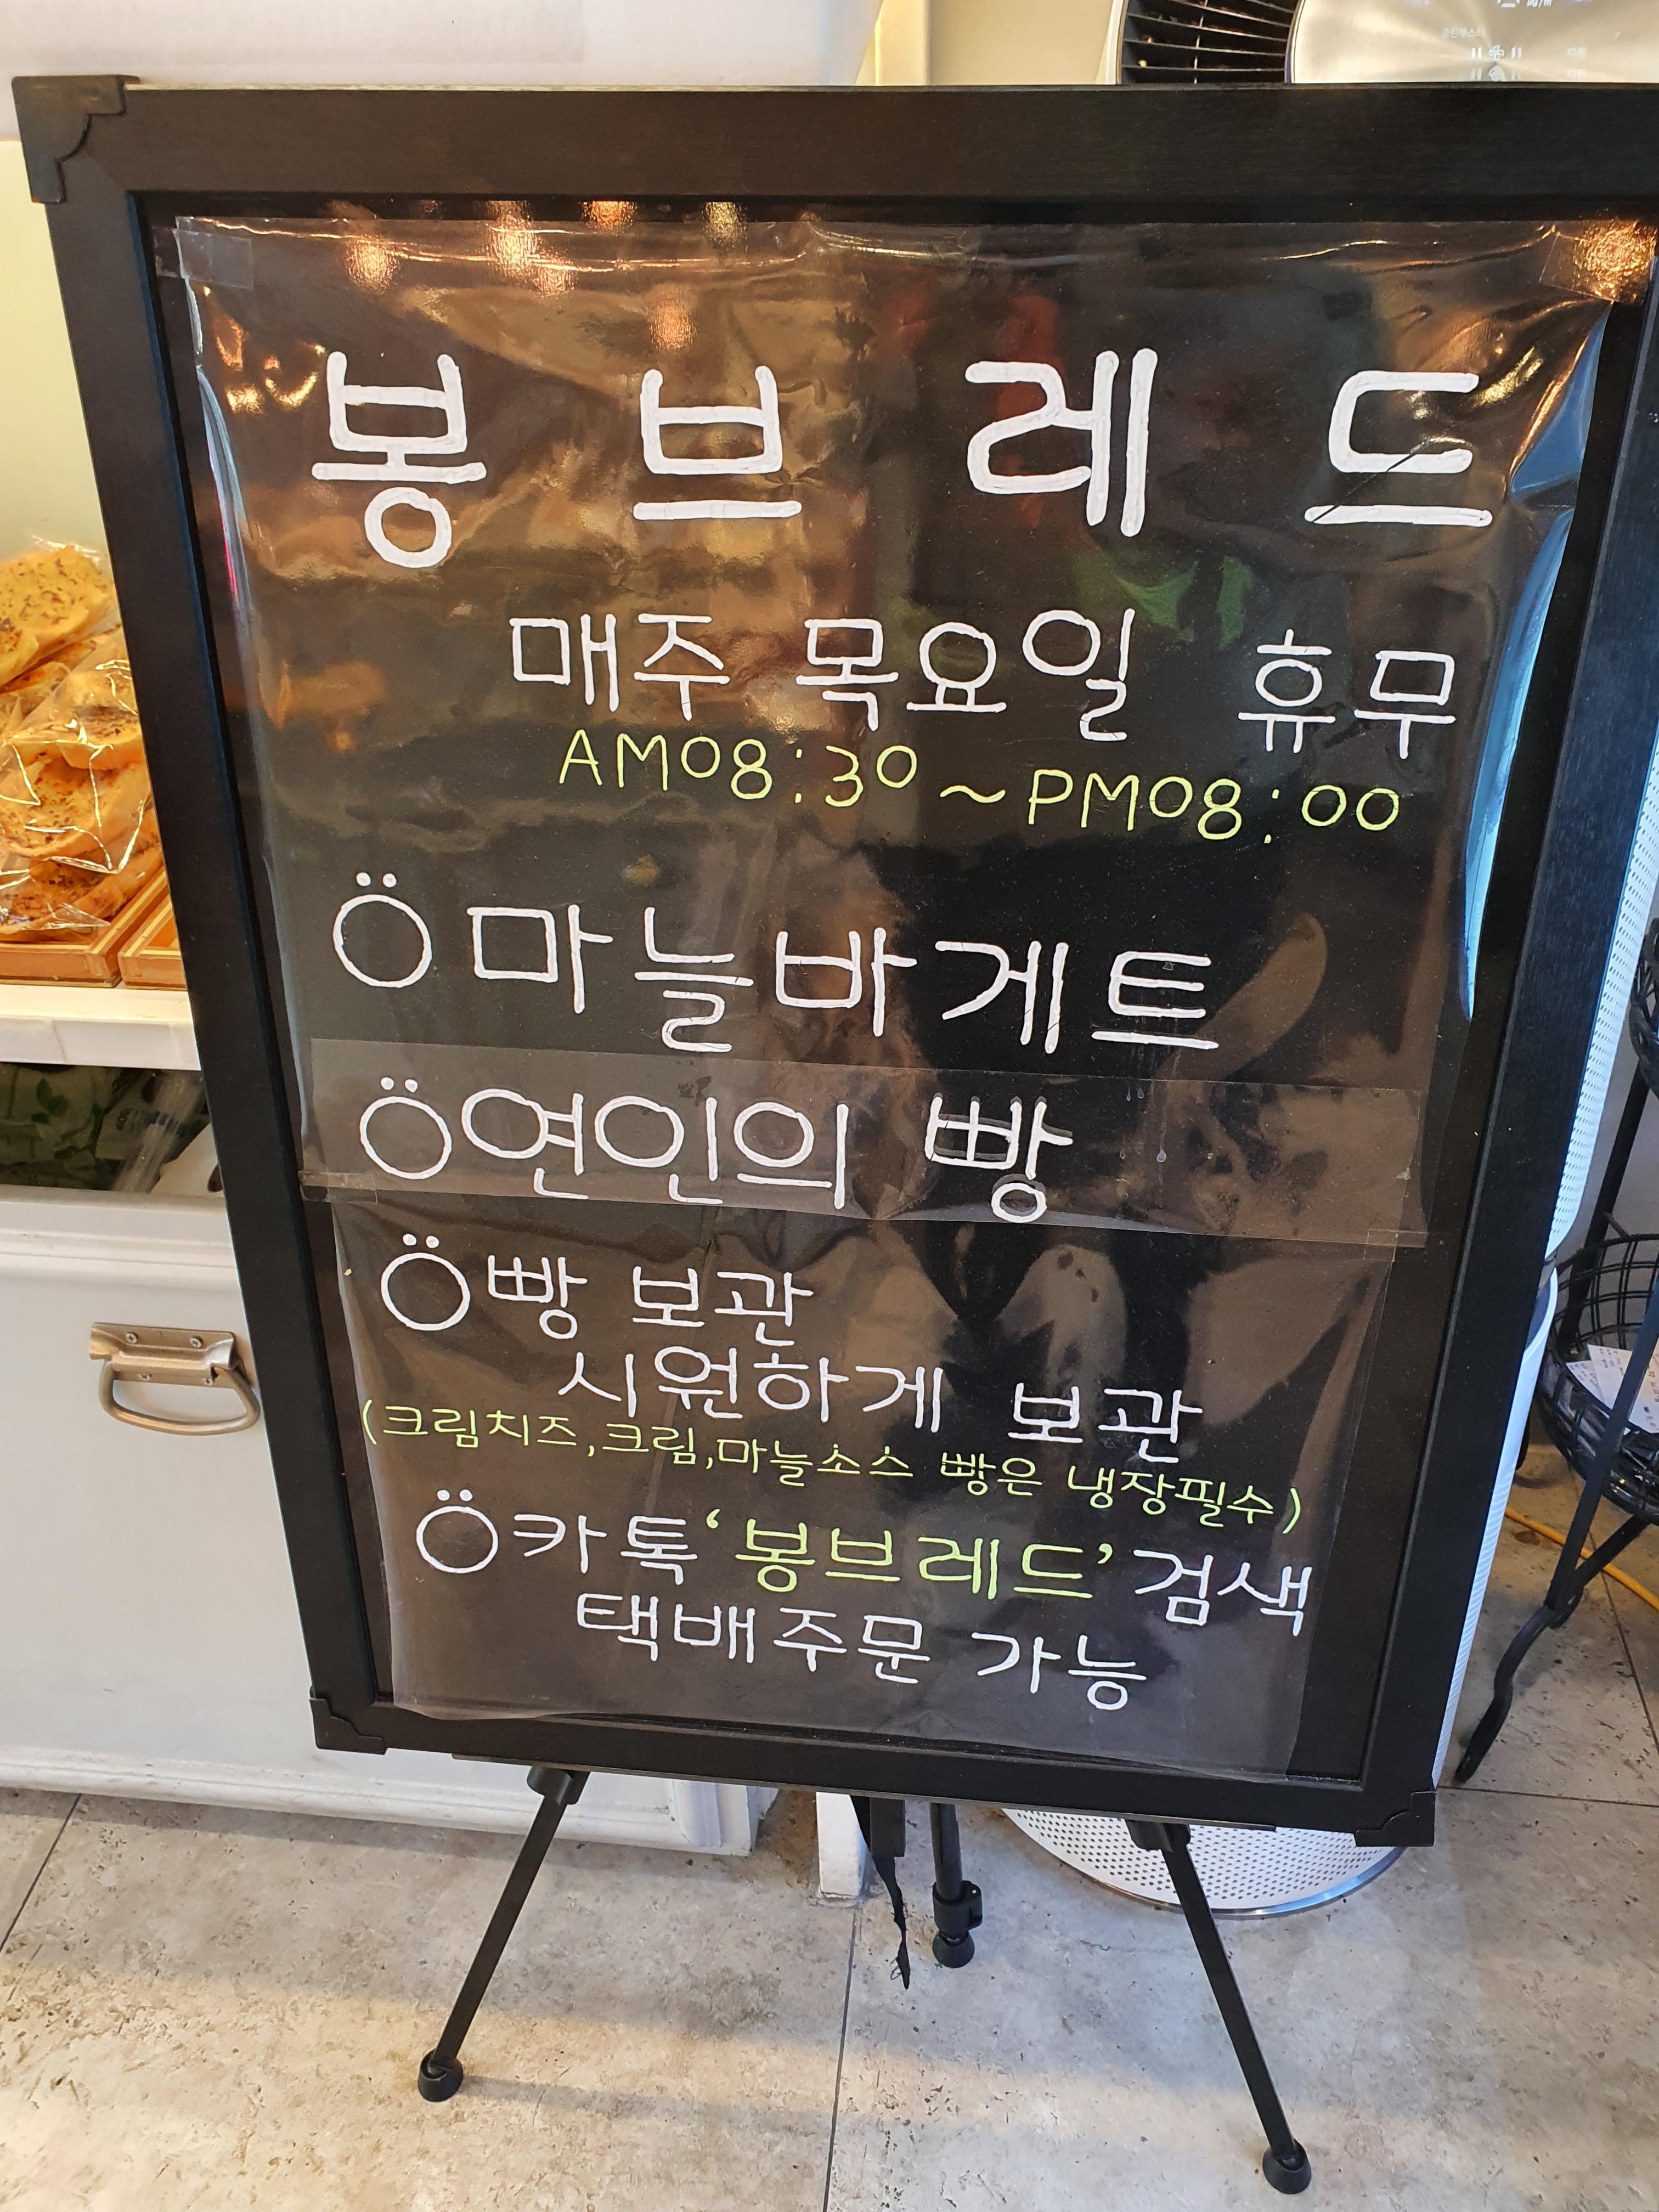 봉브레드
매주 목요일 휴무
AM08:30~PM08:00
마늘바게트
연인의 빵
빵 보관
시원하게 보관
(크림치즈,크림,마늘소스 빵은 냉장필수)
카톡 '봉브레드' 검색
택배주문 가능